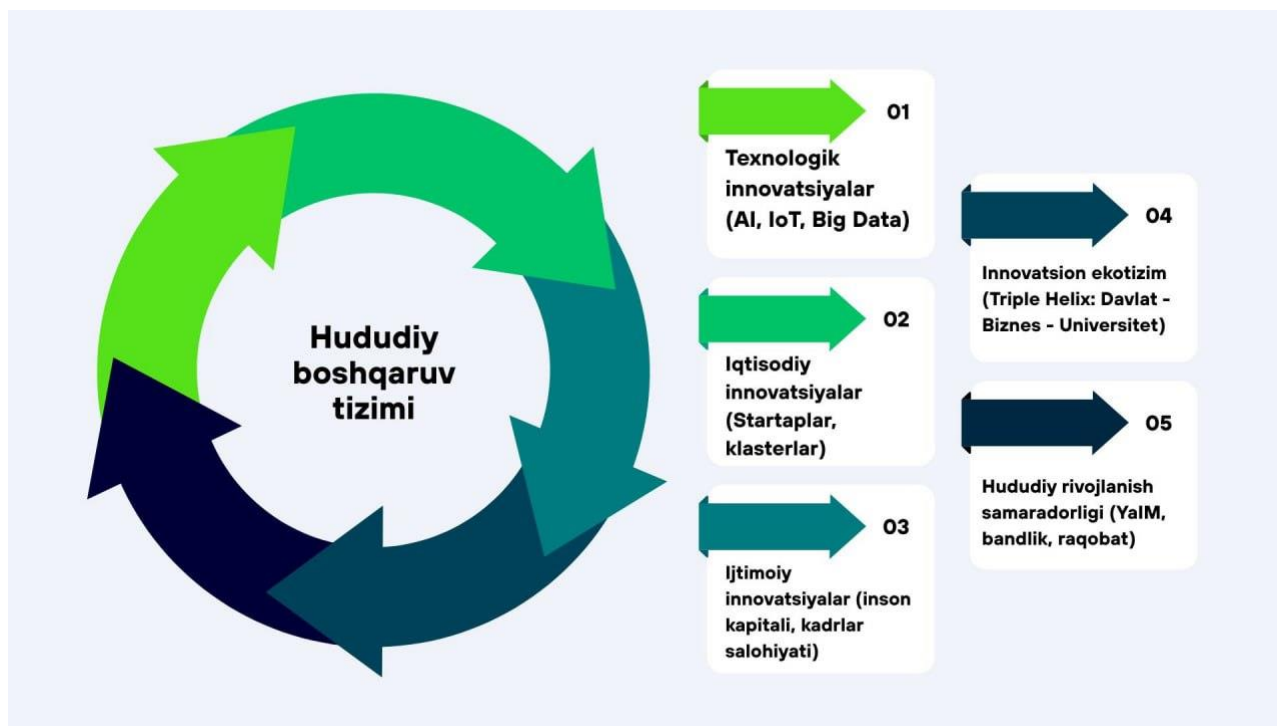 Hududiy
boshqaruv
tizimi
01
Texnologik
innovatsiyalar
(AI, IoT, Big Data)
02
Iqtisodiy
innovatsiyalar
(Startaplar,
klasterlar)
03
Ijtimoiy
innovatsiyalar (inson
kapitali, kadrlar
salohiyati)
04
Innovatsion ekotizim
(Triple Helix: Davlat -
Biznes - Universitet)
05
Hududiy rivojlanish
samaradorligi (YaIM,
bandlik, raqobat)